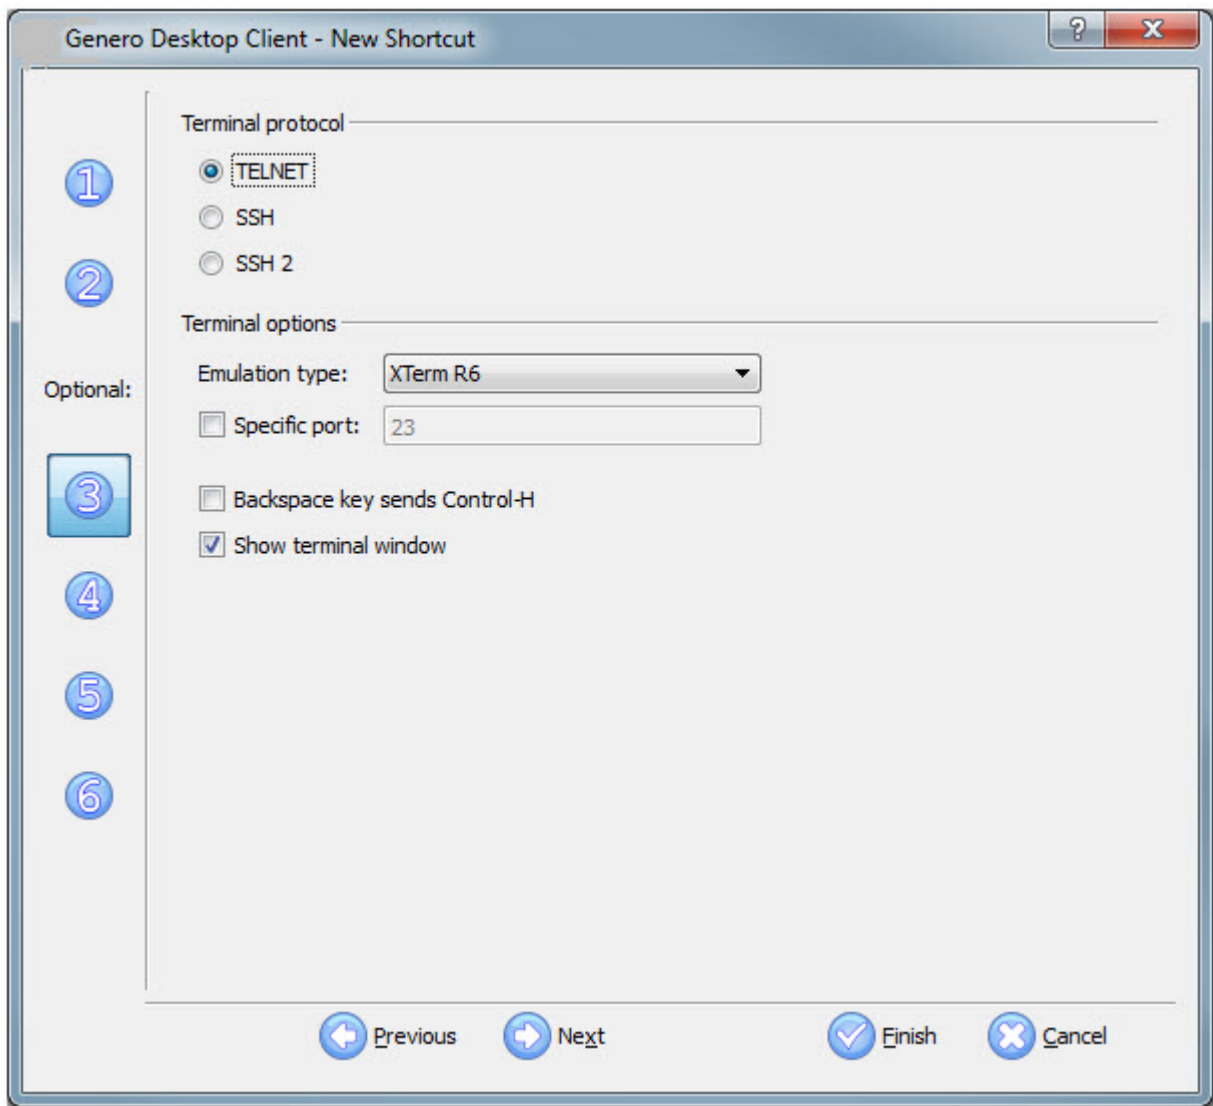 Genero Desktop Client - New Shortcut
?
X
Terminal protocol
1
TELNET
SSH
2
SSH 2
Terminal options
Emulation type: XTerm R6
Optional:
Specific port: 23
3
Backspace key sends Control-H
Show terminal window
4
5
6
Previous Next Finish Cancel